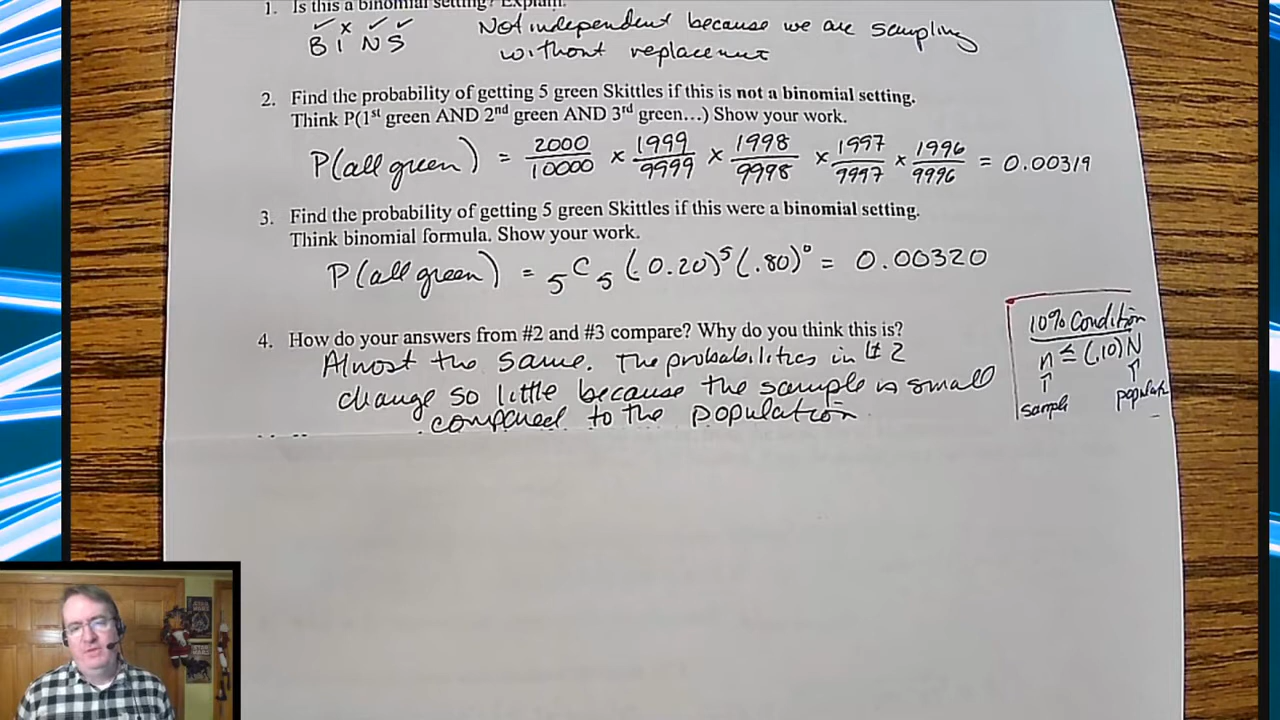 1. Is this a binomial setting? Explain.
✓ × ✓ ✓
B I N S
Not independent because we are sampling
without replacement
2. Find the probability of getting 5 green Skittles if this is not a binomial setting.
Think P(1st green AND 2nd green AND 3rd green...) Show your work.
P(all green) = 2000/10000 × 1999/9999 × 1998/9998 × 1997/9997 × 1996/9996 = 0.00319
3. Find the probability of getting 5 green Skittles if this were a binomial setting.
Think binomial formula. Show your work.
P(all green) = ₅C₅ (0.20)⁵ (.80)⁰ = 0.00320
4. How do your answers from #2 and #3 compare? Why do you think this is?
Almost the same. The probabilities in #2
change so little because the sample is small
compared to the population.
10% Condition
n ≤ (.10)N
↑ ↑
sample population
STAR WARS
STAR WARS